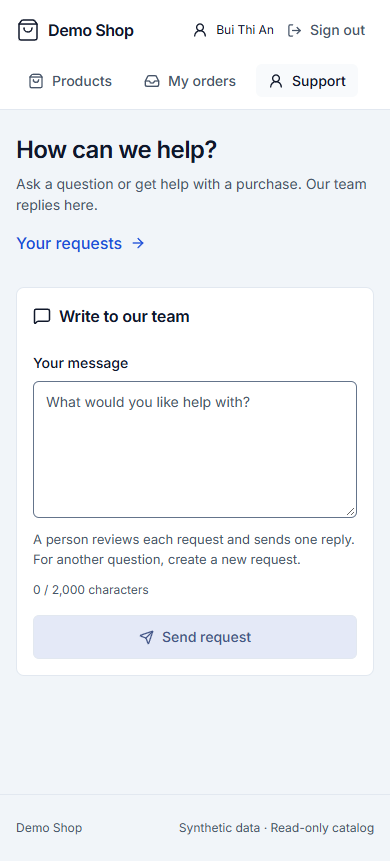 Demo Shop
Bui Thi An
Sign out
Products
My orders
Support
How can we help?
Ask a question or get help with a purchase. Our team
replies here.
Your requests
Write to our team
Your message
What would you like help with?
A person reviews each request and sends one reply.
For another question, create a new request.
0 / 2,000 characters
Send request
Demo Shop
Synthetic data · Read-only catalog